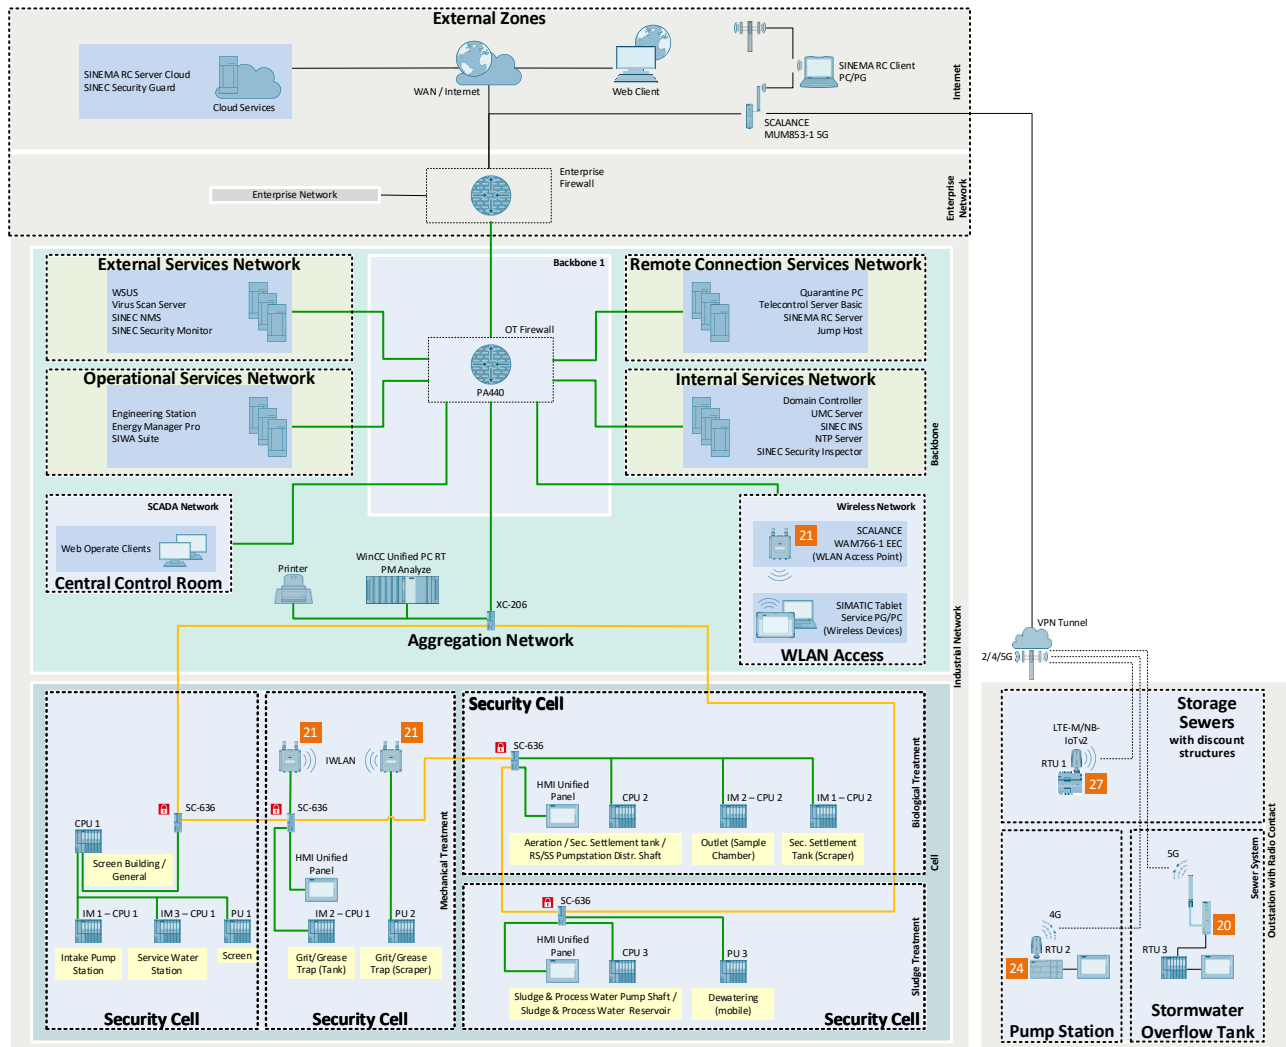 External Zones
SINEMA RC Server Cloud
SINEC Security Guard
Cloud Services
WAN / Internet
Web Client
SINEMA RC Client
PC/PG
SCALANCE
MUM853-1 5G
Internet
Enterprise
Firewall
Enterprise Network
Enterprise
Network
External Services Network
WSUS
Virus Scan Server
SINEC NMS
SINEC Security Monitor
Backbone 1
Remote Connection Services Network
Quarantine PC
Telecontrol Server Basic
SINEMA RC Server
Jump Host
OT Firewall
PA440
Operational Services Network
Engineering Station
Energy Manager Pro
SIWA Suite
Internal Services Network
Domain Controller
UMC Server
SINEC INS
NTP Server
SINEC Security Inspector
Backbone
SCADA Network
Web Operate Clients
Central Control Room
Printer
WinCC Unified PC RT
PM Analyze
XC-206
Aggregation Network
Wireless Network
21
SCALANCE
WAM766-1 EEC
(WLAN Access Point)
SIMATIC Tablet
Service PG/PC
(Wireless Devices)
WLAN Access
Industrial Network
VPN Tunnel
2/4/5G
SC-636
CPU 1
Screen Building /
General
IM 1 – CPU 1
IM 3 – CPU 1
PU 1
Intake Pump
Station
Service Water
Station
Screen
Security Cell
21
21
IWLAN
SC-636
HMI Unified
Panel
IM 2 – CPU 1
PU 2
Grit/Grease
Trap (Tank)
Grit/Grease
Trap (Scraper)
Security Cell
Mechanical Treatment
Security Cell
SC-636
HMI Unified
Panel
CPU 2
IM 2 – CPU 2
IM 1 – CPU 2
Aeration / Sec. Settlement tank /
RS/SS Pumpstation Distr. Shaft
Outlet (Sample
Chamber)
Sec. Settlement
Tank (Scraper)
Biological Treatment
Cell
SC-636
HMI Unified
Panel
CPU 3
PU 3
Sludge & Process Water Pump Shaft /
Sludge & Process Water Reservoir
Dewatering
(mobile)
Security Cell
Sludge Treatment
Storage
Sewers
with discount
structures
LTE-M/NB-
IoTv2
RTU 1
27
4G
RTU 2
24
Pump Station
5G
20
RTU 3
Stormwater
Overflow Tank
Sewer System
Outstation with Radio Contact